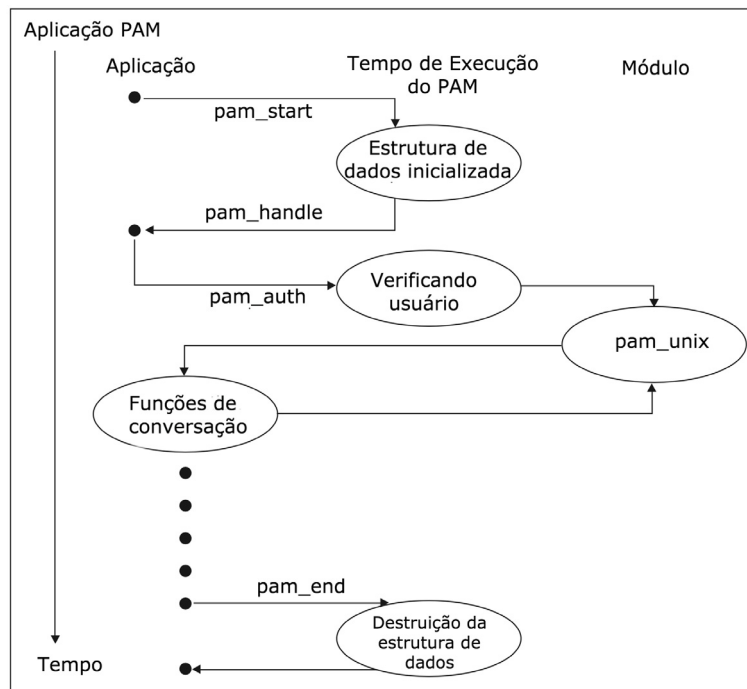 Aplicação PAM
Aplicação
Tempo de Execução
do PAM
Módulo
pam_start
Estrutura de
dados inicializada
pam_handle
pam_auth
Verificando
usuário
pam_unix
Funções de
conversação
pam_end
Destruição da
estrutura de
dados
Tempo